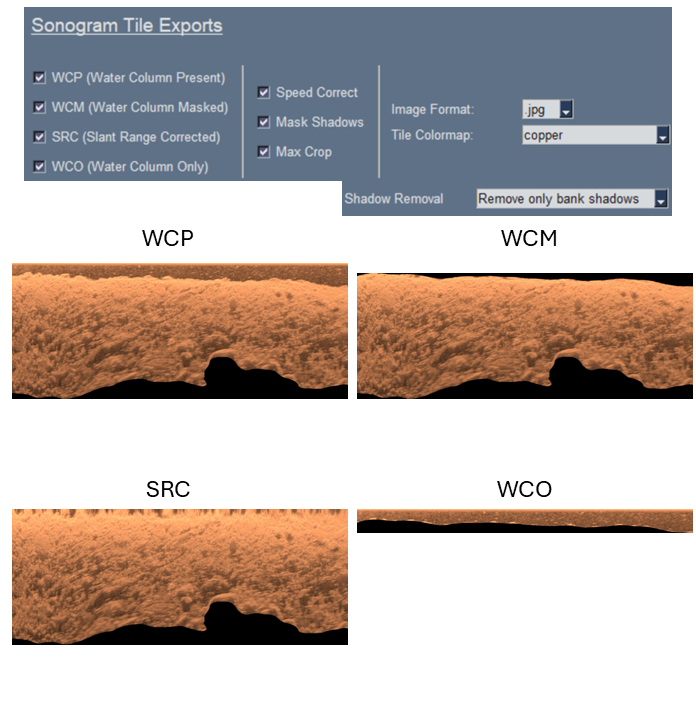 Sonogram Tile Exports
WCP (Water Column Present)
WCM (Water Column Masked)
SRC (Slant Range Corrected)
WCO (Water Column Only)
Speed Correct
Mask Shadows
Max Crop
Image Format: .jpg
Tile Colormap: copper
Shadow Removal Remove only bank shadows
WCP WCM
SRC WCO